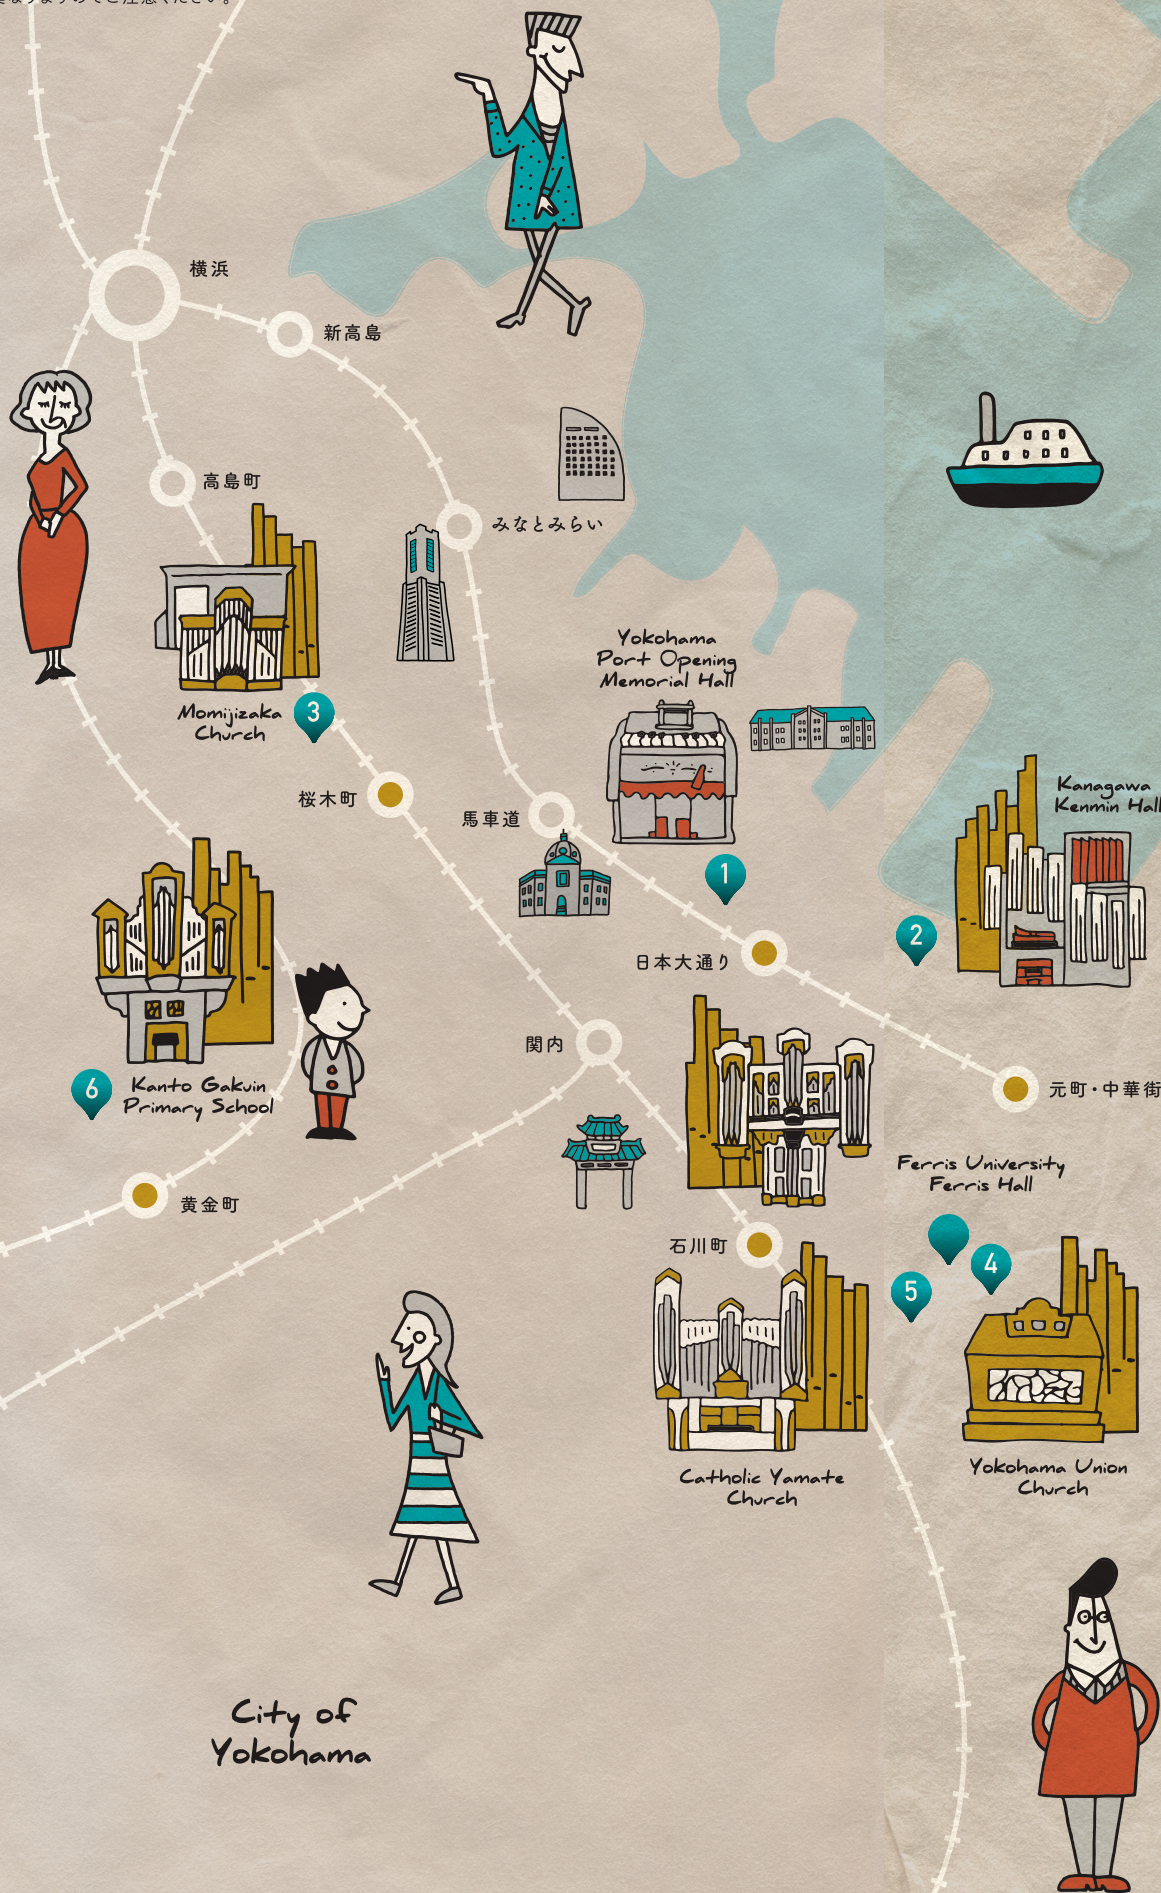 横浜
新高島
高島町
みなとみらい
Yokohama
Port Opening
Memorial Hall
Momijizaka
Church
3
Kanagawa
Kenmin Hall
桜木町
馬車道
1
2
日本大通り
関内
6
Kanto Gakuin
Primary School
元町・中華街
Ferris University
Ferris Hall
黄金町
石川町
4
5
Catholic Yamate
Church
Yokohama Union
Church
City of
Yokohama